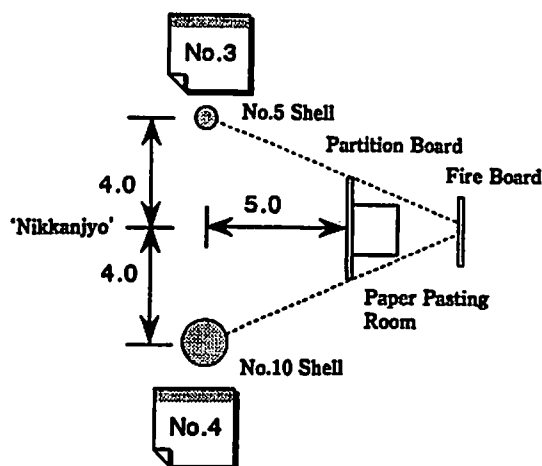 No.3
No.5 Shell
Partition Board
Fire Board
4.0
5.0
'Nikkanjyo'
4.0
Paper Pasting
Room
No.10 Shell
No.4